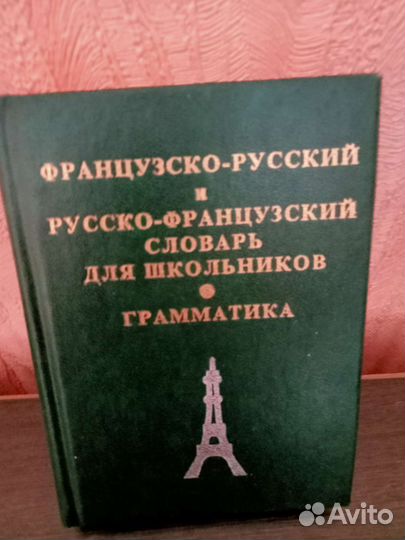 ФРАНЦУЗСКО-РУССКИЙ
и
РУССКО-ФРАНЦУЗСКИЙ
СЛОВАРЬ
ДЛЯ ШКОЛЬНИКОВ
ГРАММАТИКА
Avito